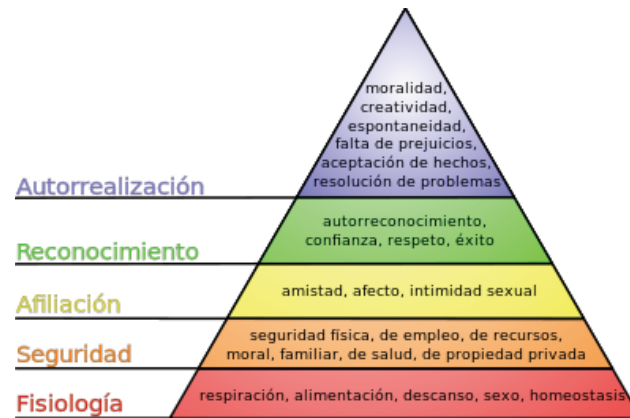 moralidad,
creatividad,
espontaneidad,
falta de prejuicios,
aceptación de hechos,
resolución de problemas
Autorrealización
autorreconocimiento,
confianza, respeto, éxito
Reconocimiento
amistad, afecto, intimidad sexual
Afiliación
seguridad física, de empleo, de recursos,
moral, familiar, de salud, de propiedad privada
Seguridad
respiración, alimentación, descanso, sexo, homeostasis
Fisiología